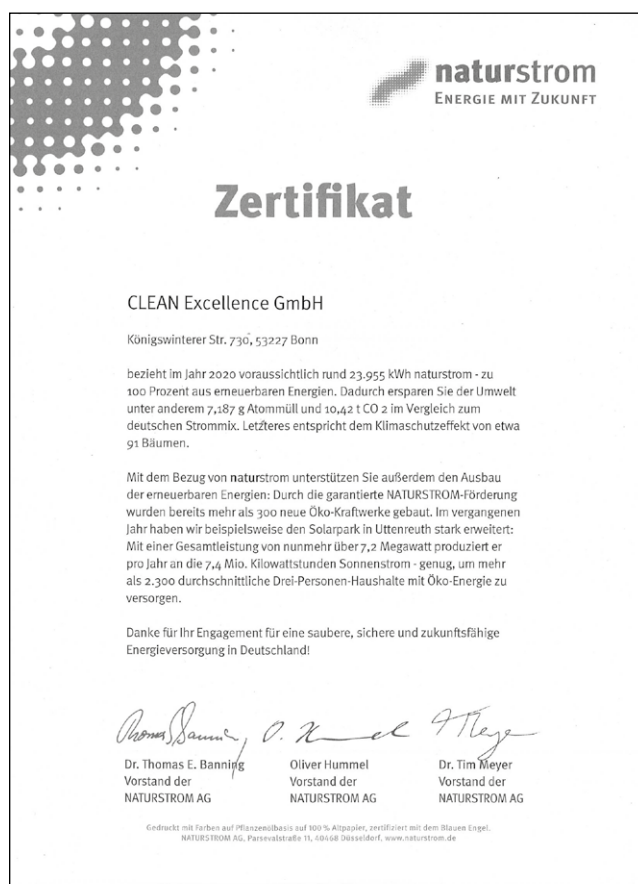 naturstrom
ENERGIE MIT ZUKUNFT
Zertifikat
CLEAN Excellence GmbH
Königswinterer Str. 730, 53227 Bonn
bezieht im Jahr 2020 voraussichtlich rund 23.955 kWh naturstrom - zu
100 Prozent aus erneuerbaren Energien. Dadurch ersparen Sie der Umwelt
unter anderem 7,187 g Atommüll und 10,42 t CO 2 im Vergleich zum
deutschen Strommix. Letzteres entspricht dem Klimaschutzeffekt von etwa
91 Bäumen.
Mit dem Bezug von naturstrom unterstützen Sie außerdem den Ausbau
der erneuerbaren Energien: Durch die garantierte NATURSTROM-Förderung
wurden bereits mehr als 300 neue Öko-Kraftwerke gebaut. Im vergangenen
Jahr haben wir beispielsweise den Solarpark in Uttenreuth stark erweitert:
Mit einer Gesamtleistung von nunmehr über 7,2 Megawatt produziert er
pro Jahr an die 7,4 Mio. Kilowattstunden Sonnenstrom - genug, um mehr
als 2.300 durchschnittliche Drei-Personen-Haushalte mit Öko-Energie zu
versorgen.
Danke für Ihr Engagement für eine saubere, sichere und zukunftsfähige
Energieversorgung in Deutschland!
Dr. Thomas E. Banning Oliver Hummel Dr. Tim Meyer
Vorstand der Vorstand der Vorstand der
NATURSTROM AG NATURSTROM AG NATURSTROM AG
Gedruckt mit Farben auf Pflanzenölbasis auf 100 % Altpapier, zertifiziert mit dem Blauen Engel.
NATURSTROM AG, Parsevalstraße 11, 40468 Düsseldorf, www.naturstrom.de